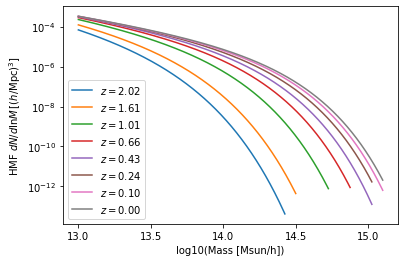 10⁻⁴
10⁻⁶
10⁻⁸
10⁻¹⁰
10⁻¹²
HMF dN/dlnM [(h/Mpc)³]
z = 2.02
z = 1.61
z = 1.01
z = 0.66
z = 0.43
z = 0.24
z = 0.10
z = 0.00
13.0 13.5 14.0 14.5 15.0
log10(Mass [Msun/h])